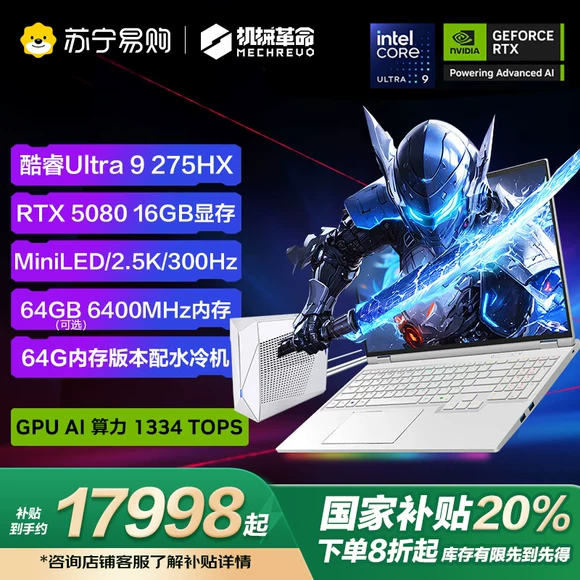 苏宁易购
机械革命
MECHREVO
intel
CORE
ULTRA 9
NVIDIA
GEFORCE
RTX
Powering Advanced AI
酷睿Ultra 9 275HX
RTX 5080 16GB显存
MiniLED/2.5K/300Hz
64GB 6400MHz内存
(可选)
64G内存版本配水冷机
GPU AI 算力 1334 TOPS
补贴
到手约
17998起
*咨询店铺客服了解补贴详情
国家补贴20%
下单8折起 库存有限先到先得